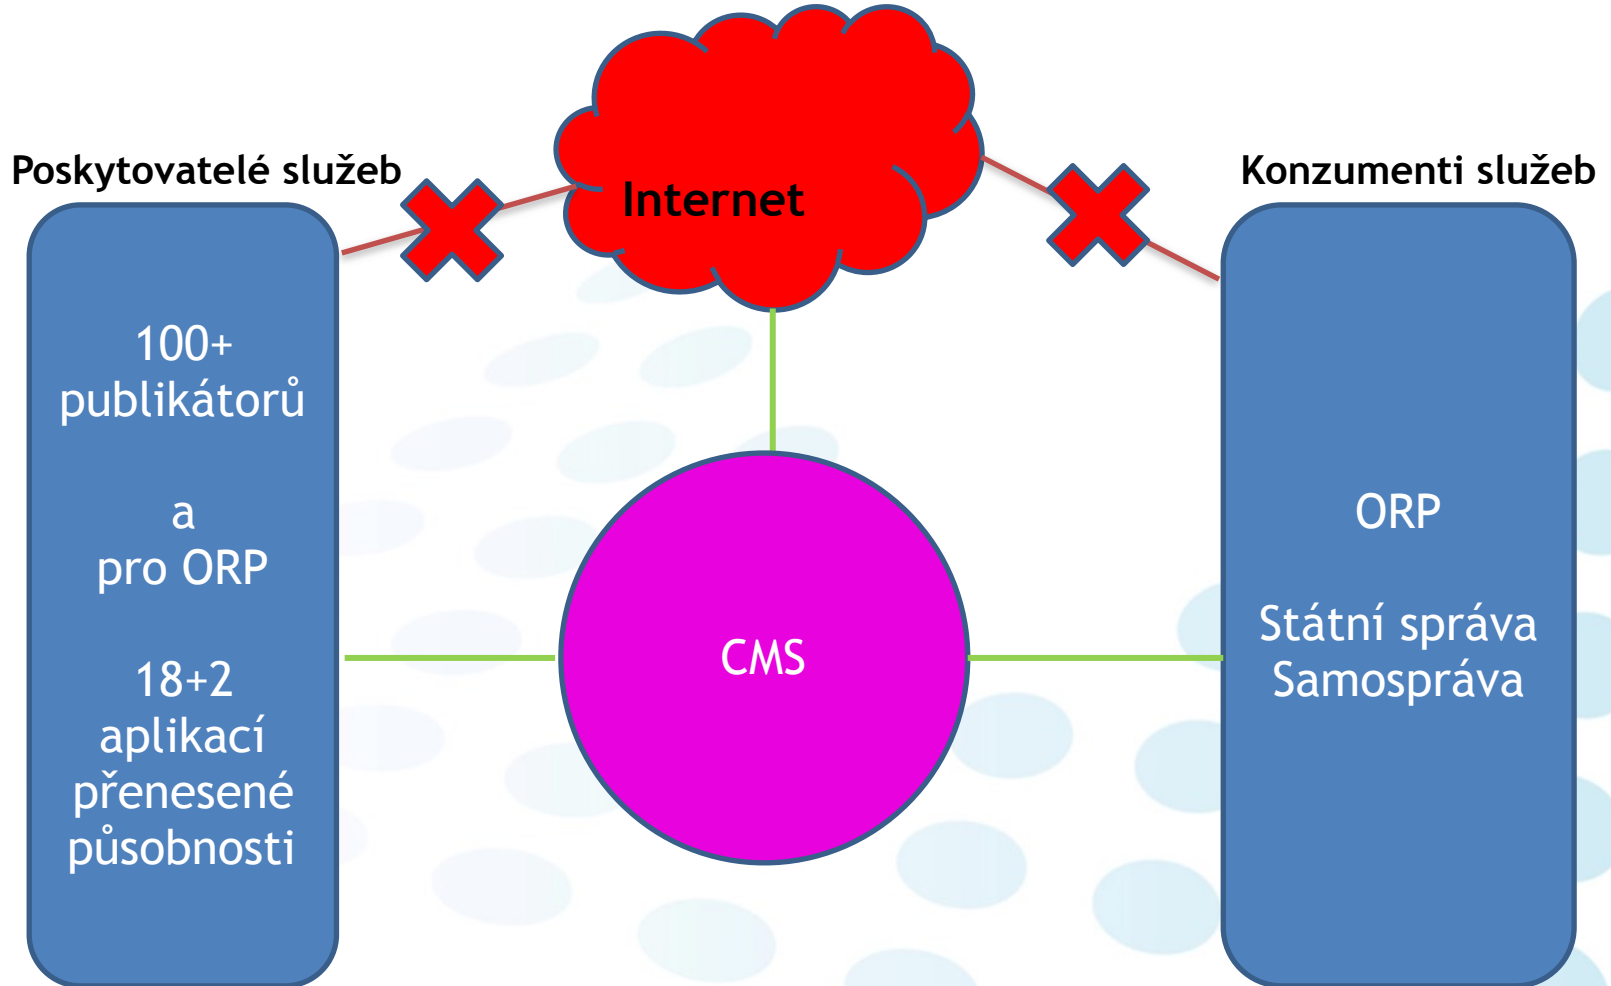 Poskytovatelé služeb
Internet
Konzumenti služeb
100+
publikátorů
a
pro ORP
18+2
aplikací
přenesené
působnosti
CMS
ORP
Státní správa
Samospráva